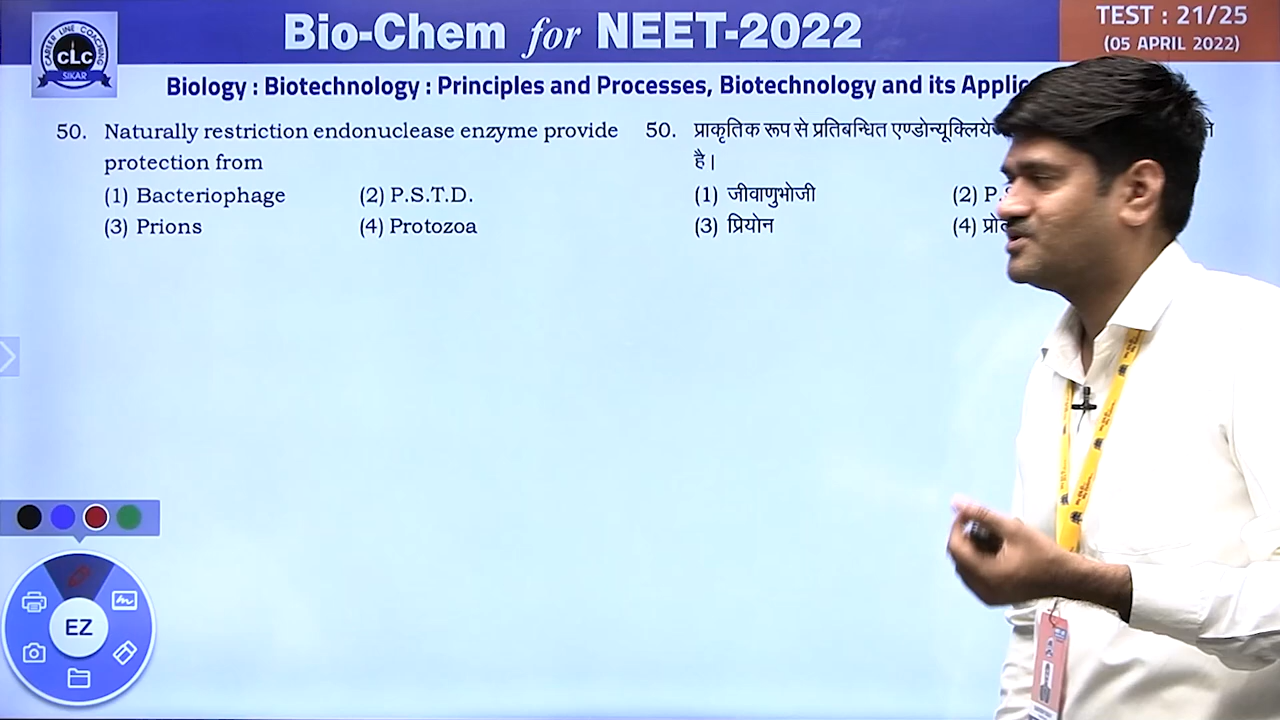 Bio-Chem for NEET-2022
TEST : 21/25
(05 APRIL 2022)
CAREER LINE COACHING
CLC
SIKAR
Biology : Biotechnology : Principles and Processes, Biotechnology and its
50. Naturally restriction endonuclease enzyme provide
protection from
(1) Bacteriophage (2) P.S.T.D.
(3) Prions (4) Protozoa
50. प्राकृतिक रूप से प्रतिबन्धित
है।
(1) जीवाणुभोजी (2)
(3) प्रियोन (4)
EZ